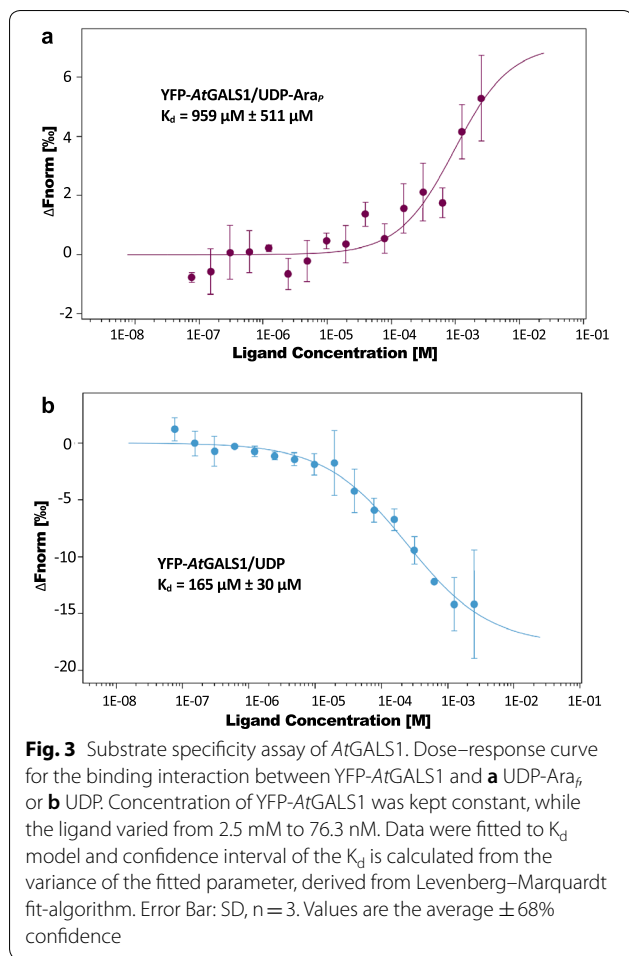 a
6
4
2
0
-2
ΔFnorm [‰]
YFP-AtGALS1/UDP-Araₚ
K_d = 959 μM ± 511 μM
1E-08 1E-07 1E-06 1E-05 1E-04 1E-03 1E-02 1E-01
Ligand Concentration [M]
b
0
-5
-10
-15
-20
ΔFnorm [‰]
YFP-AtGALS1/UDP
K_d = 165 μM ± 30 μM
1E-08 1E-07 1E-06 1E-05 1E-04 1E-03 1E-02 1E-01
Ligand Concentration [M]
Fig. 3 Substrate specificity assay of AtGALS1. Dose–response curve
for the binding interaction between YFP-AtGALS1 and a UDP-Ara_f,
or b UDP. Concentration of YFP-AtGALS1 was kept constant, while
the ligand varied from 2.5 mM to 76.3 nM. Data were fitted to K_d
model and confidence interval of the K_d is calculated from the
variance of the fitted parameter, derived from Levenberg–Marquardt
fit-algorithm. Error Bar: SD, n = 3. Values are the average ± 68%
confidence